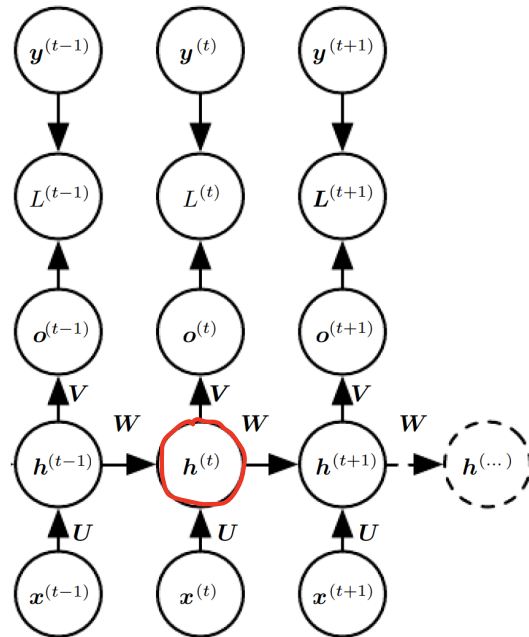 y^(t−1) y^(t) y^(t+1)
L^(t−1) L^(t) L^(t+1)
o^(t−1) o^(t) o^(t+1)
V V V
W W W
h^(t−1) h^(t) h^(t+1) h^(...)
U U U
x^(t−1) x^(t) x^(t+1)